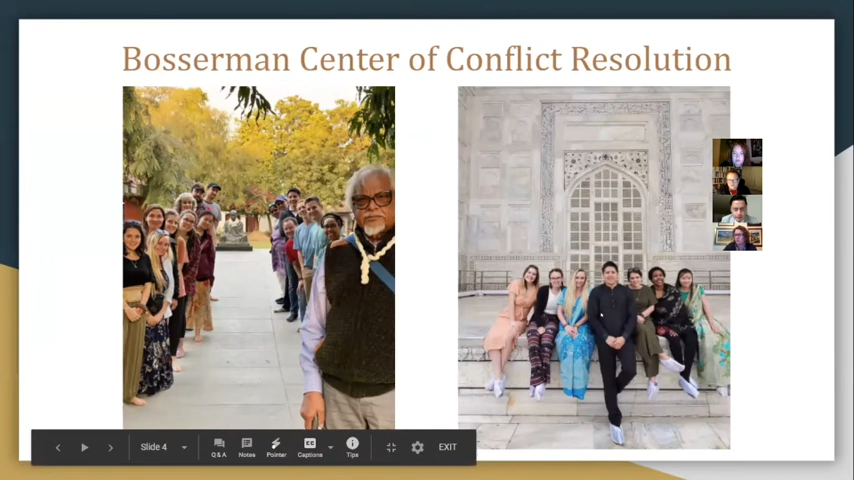 Bosserman Center of Conflict Resolution
Slide 4
Q & A
Notes
Pointer
Captions
Tips
EXIT